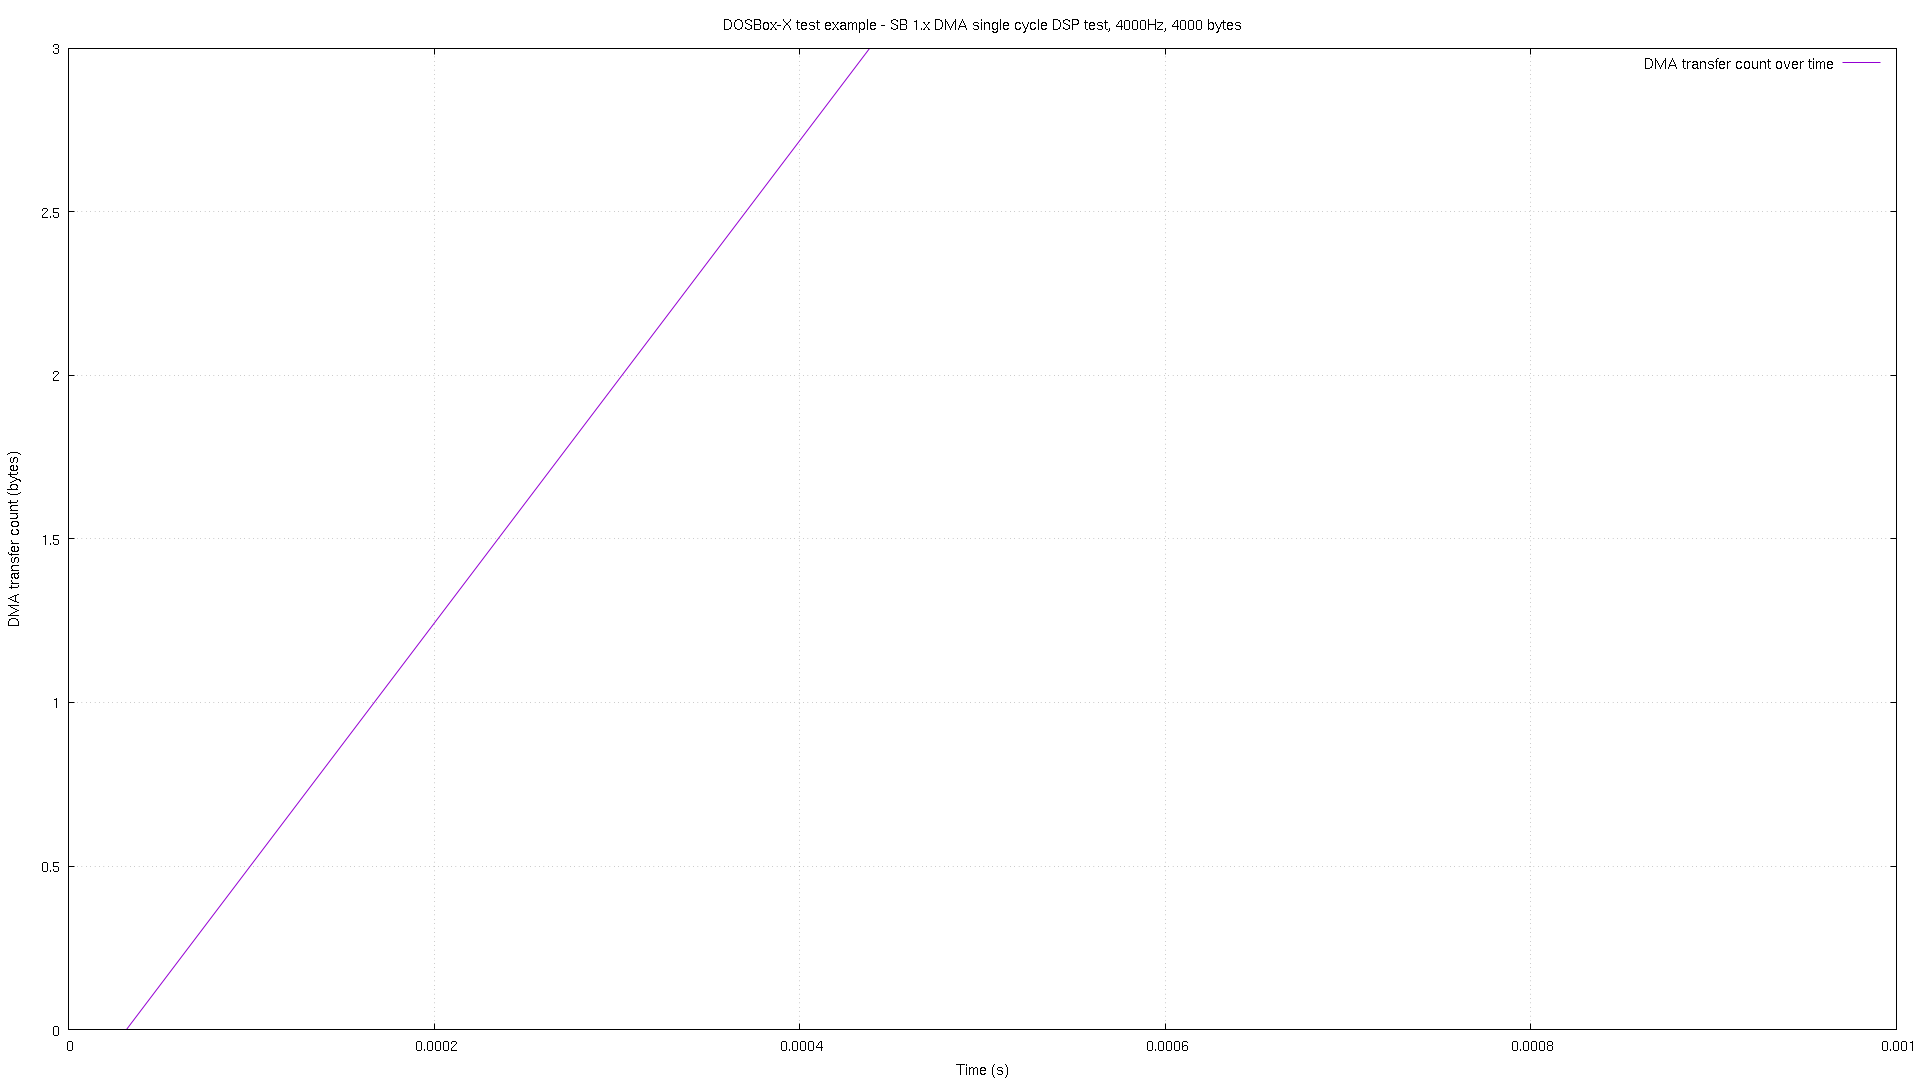 DOSBox-X test example - SB 1.x DMA single cycle DSP test, 4000Hz, 4000 bytes
DMA transfer count over time
3
2.5
2
1.5
1
0.5
0
DMA transfer count (bytes)
0 0.0002 0.0004 0.0006 0.0008 0.001
Time (s)